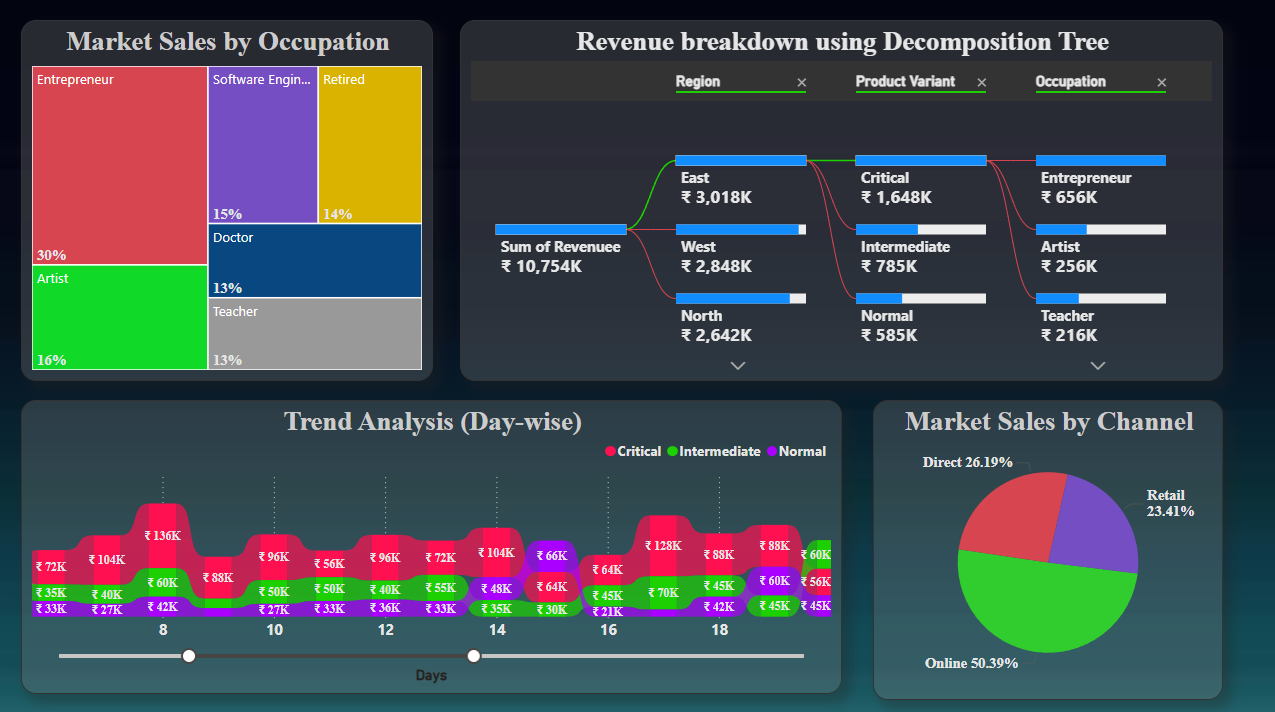 Market Sales by Occupation
Entrepreneur
30%
Artist
16%
Software Engin...
15%
Retired
14%
Doctor
13%
Teacher
13%
Revenue breakdown using Decomposition Tree
Region ×
Product Variant ×
Occupation ×
Sum of Revenuee
₹ 10,754K
East
₹ 3,018K
West
₹ 2,848K
North
₹ 2,642K
Critical
₹ 1,648K
Intermediate
₹ 785K
Normal
₹ 585K
Entrepreneur
₹ 656K
Artist
₹ 256K
Teacher
₹ 216K
Trend Analysis (Day-wise)
Critical Intermediate Normal
₹ 72K
₹ 35K
₹ 33K
₹ 104K
₹ 40K
₹ 27K
₹ 136K
₹ 60K
₹ 42K
₹ 88K
₹ 96K
₹ 50K
₹ 27K
₹ 56K
₹ 50K
₹ 33K
₹ 96K
₹ 40K
₹ 36K
₹ 72K
₹ 55K
₹ 33K
₹ 104K
₹ 48K
₹ 35K
₹ 66K
₹ 64K
₹ 30K
₹ 64K
₹ 45K
₹ 21K
₹ 128K
₹ 70K
₹ 88K
₹ 45K
₹ 42K
₹ 88K
₹ 60K
₹ 45K
₹ 60K
₹ 56K
₹ 45K
8 10 12 14 16 18
Days
Market Sales by Channel
Direct 26.19%
Retail
23.41%
Online 50.39%